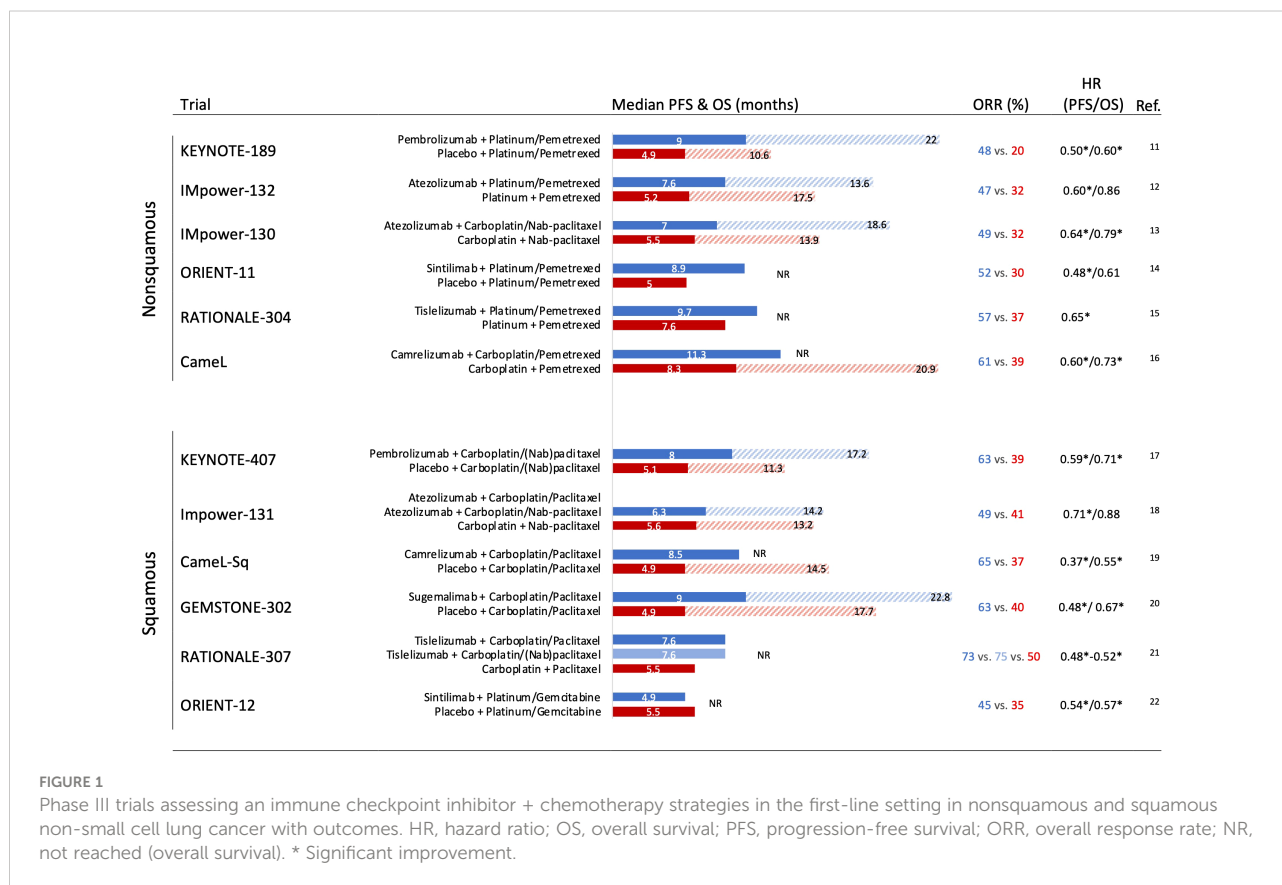 Trial Median PFS & OS (months) ORR (%) HR (PFS/OS) Ref.
Nonsquamous
KEYNOTE-189
Pembrolizumab + Platinum/Pemetrexed 9 22
Placebo + Platinum/Pemetrexed 4.9 10.6
48 vs. 20 0.50*/0.60* 11
IMpower-132
Atezolizumab + Platinum/Pemetrexed 7.6 13.6
Platinum + Pemetrexed 5.2 17.5
47 vs. 32 0.60*/0.86 12
IMpower-130
Atezolizumab + Carboplatin/Nab-paclitaxel 7 18.6
Carboplatin + Nab-paclitaxel 5.5 13.9
49 vs. 32 0.64*/0.79* 13
ORIENT-11
Sintilimab + Platinum/Pemetrexed 8.9
Placebo + Platinum/Pemetrexed 5
NR
52 vs. 30 0.48*/0.61 14
RATIONALE-304
Tislelizumab + Platinum/Pemetrexed 9.7
Platinum + Pemetrexed 7.6
NR
57 vs. 37 0.65* 15
CameL
Camrelizumab + Carboplatin/Pemetrexed 11.3 NR
Carboplatin + Pemetrexed 8.3 20.9
61 vs. 39 0.60*/0.73* 16
Squamous
KEYNOTE-407
Pembrolizumab + Carboplatin/(Nab)paclitaxel 8 17.2
Placebo + Carboplatin/(Nab)paclitaxel 5.1 11.3
63 vs. 39 0.59*/0.71* 17
Impower-131
Atezolizumab + Carboplatin/Paclitaxel
Atezolizumab + Carboplatin/Nab-paclitaxel 6.3 14.2
Carboplatin + Nab-paclitaxel 5.6 13.2
49 vs. 41 0.71*/0.88 18
CameL-Sq
Camrelizumab + Carboplatin/Paclitaxel 8.5 NR
Placebo + Carboplatin/Paclitaxel 4.9 14.5
65 vs. 37 0.37*/0.55* 19
GEMSTONE-302
Sugemalimab + Carboplatin/Paclitaxel 9 22.8
Placebo + Carboplatin/Paclitaxel 4.9 17.7
63 vs. 40 0.48*/ 0.67* 20
RATIONALE-307
Tislelizumab + Carboplatin/Paclitaxel 7.6
Tislelizumab + Carboplatin/(Nab)paclitaxel 7.6
Carboplatin + Paclitaxel 5.5
NR
73 vs. 75 vs. 50 0.48*-0.52* 21
ORIENT-12
Sintilimab + Platinum/Gemcitabine 4.9
Placebo + Platinum/Gemcitabine 5.5
NR
45 vs. 35 0.54*/0.57* 22
FIGURE 1
Phase III trials assessing an immune checkpoint inhibitor + chemotherapy strategies in the first-line setting in nonsquamous and squamous
non-small cell lung cancer with outcomes. HR, hazard ratio; OS, overall survival; PFS, progression-free survival; ORR, overall response rate; NR,
not reached (overall survival). * Significant improvement.